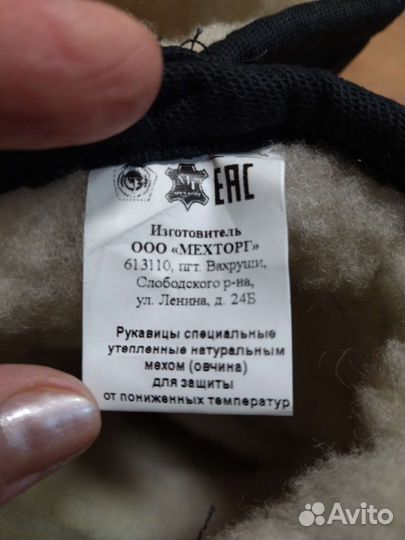 МТ
ЕАС
Изготовитель
ООО «МЕХТОРГ»
613110, пгт. Вахруши,
Слободского р-на,
ул. Ленина, д. 24Б
Рукавицы специальные
утепленные натуральным
мехом (овчина)
для защиты
от пониженных температур
Avito